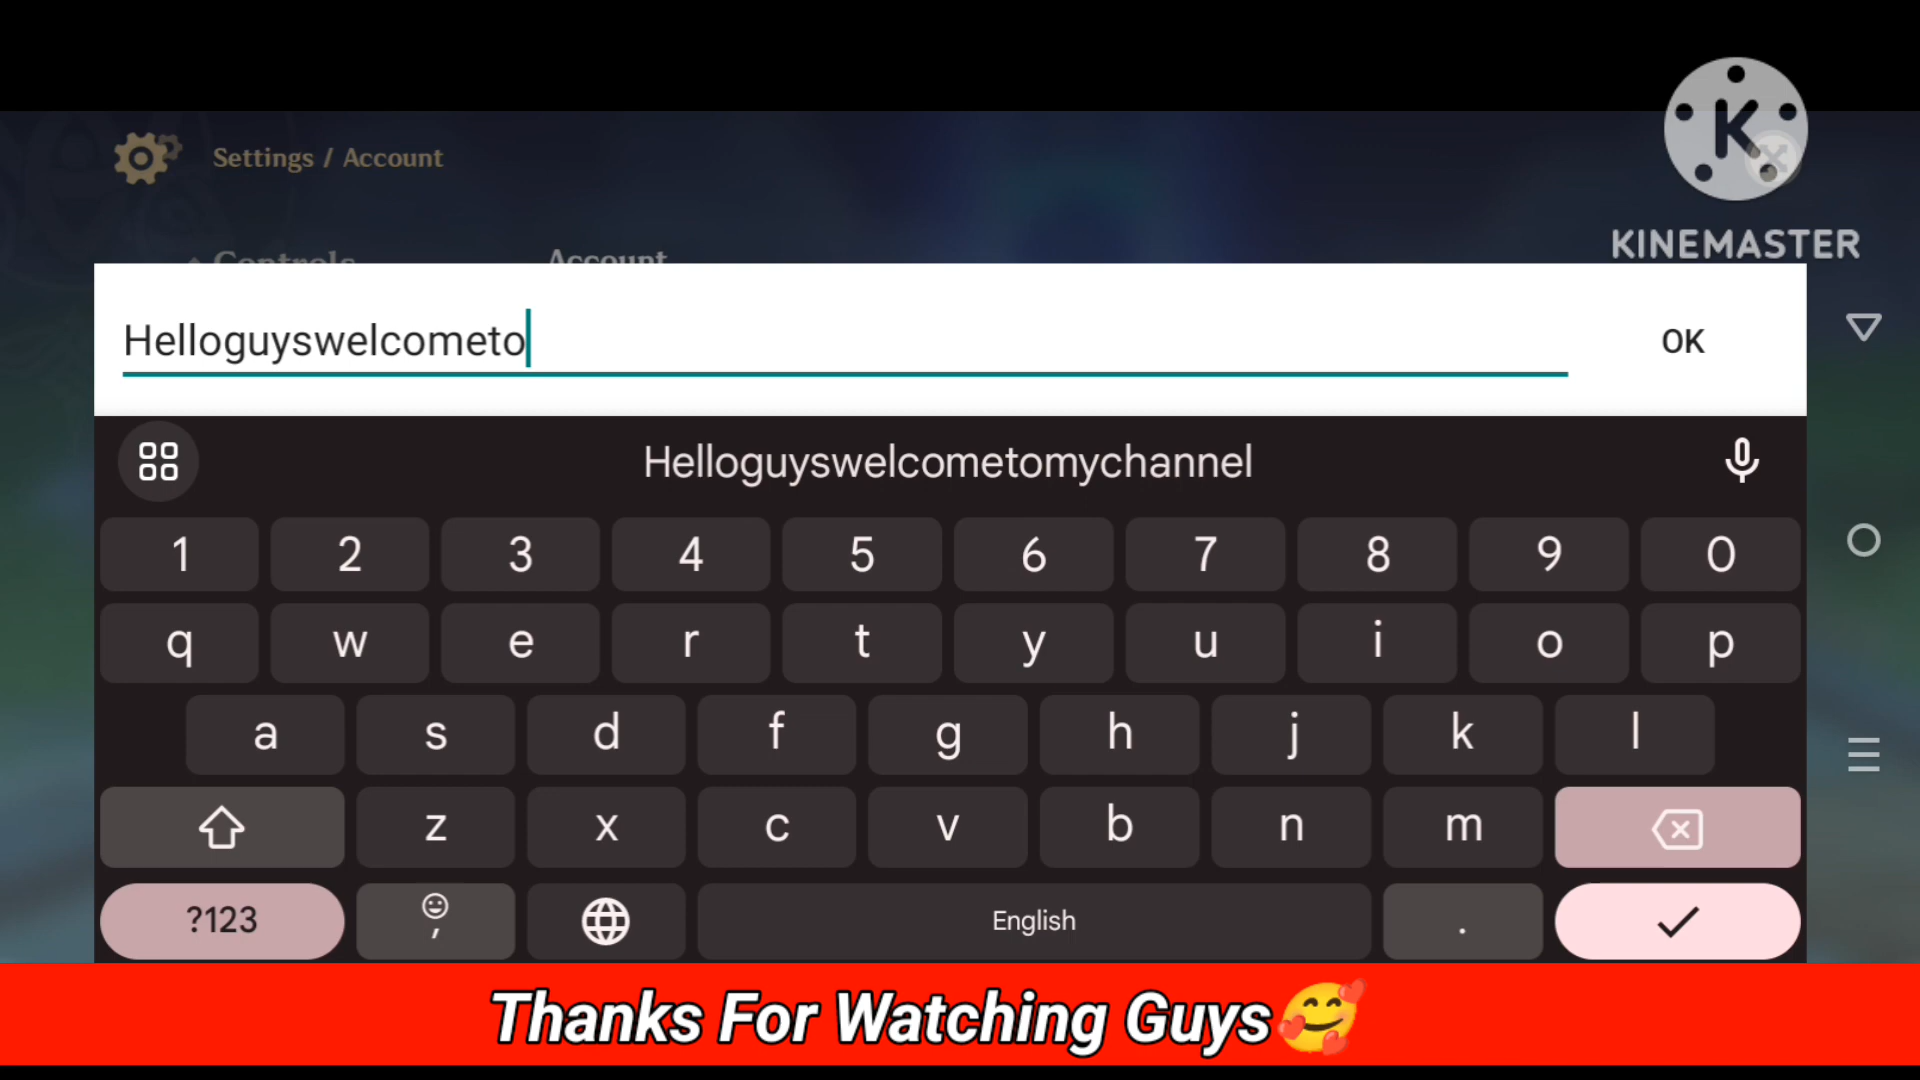 Settings / Account
KINEMASTER
Controls
Account
Helloguyswelcometo
OK
Helloguyswelcometomychannel
1 2 3 4 5 6 7 8 9 0
q w e r t y u i o p
a s d f g h j k l
z x c v b n m
?123 , English .
Thanks For Watching Guys🥰